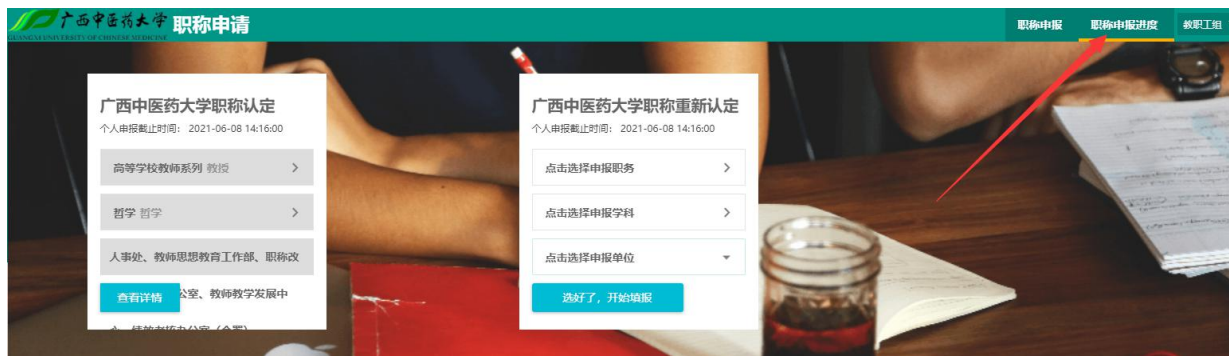 广西中医药大学 职称申请
GUANGXI UNIVERSITY OF CHINESE MEDICINE
职称申报 职称申报进度 教职工组
广西中医药大学职称认定
个人申报截止时间: 2021-06-08 14:16:00
高等学校教师系列 教授
哲学 哲学
人事处、教师思想教育工作部、职称改
查看详情 公室、教师教学发展中
广西中医药大学职称重新认定
个人申报截止时间: 2021-06-08 14:16:00
点击选择申报职务
点击选择申报学科
点击选择申报单位
选好了，开始填报